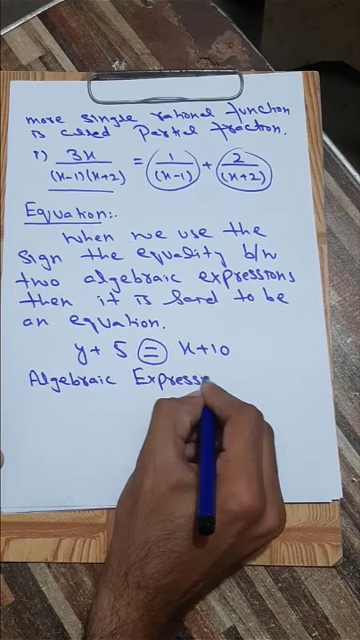 more single rational function
is called Partial fraction.
i) 3x/(x-1)(x+2) = 1/(x-1) + 2/(x+2)
Equation:-
When we use the
sign the equality b/w
two algebraic expressions
then it is said to be
an equation.
y + 5 = x+10
Algebraic Express